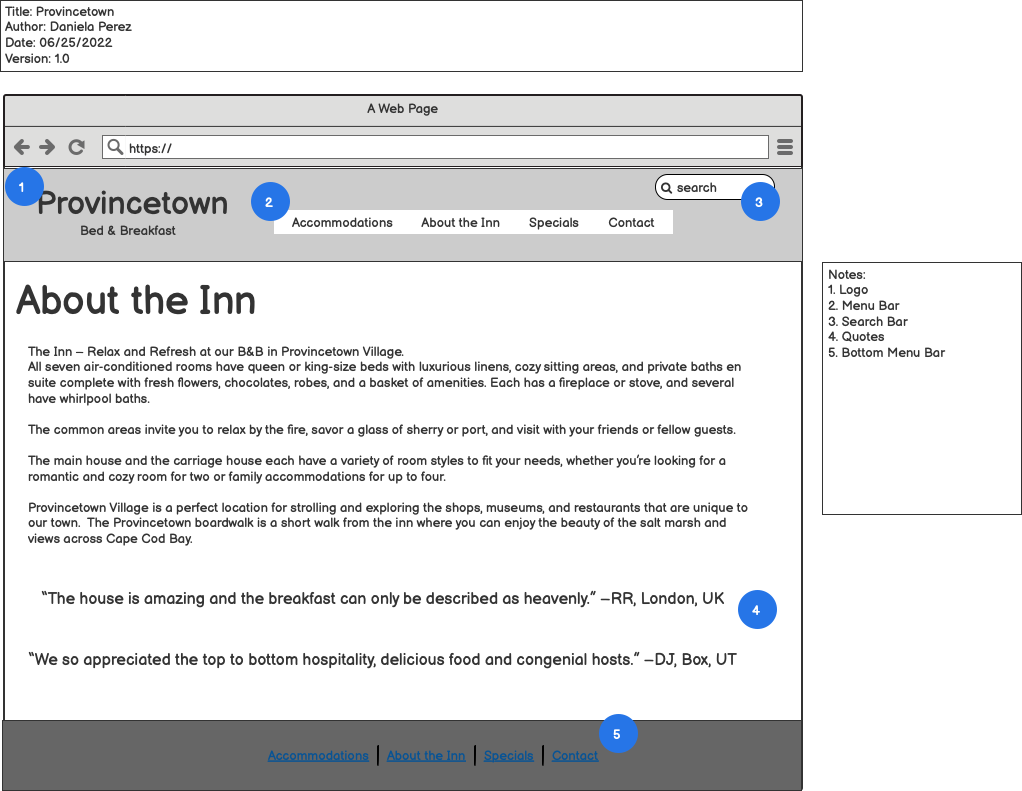 Title: Provincetown
Author: Daniela Perez
Date: 06/25/2022
Version: 1.0
A Web Page
https://
1
Provincetown
Bed & Breakfast
2
search
3
Accommodations About the Inn Specials Contact
About the Inn
The Inn – Relax and Refresh at our B&B in Provincetown Village.
All seven air-conditioned rooms have queen or king-size beds with luxurious linens, cozy sitting areas, and private baths en
suite complete with fresh flowers, chocolates, robes, and a basket of amenities. Each has a fireplace or stove, and several
have whirlpool baths.
The common areas invite you to relax by the fire, savor a glass of sherry or port, and visit with your friends or fellow guests.
The main house and the carriage house each have a variety of room styles to fit your needs, whether you're looking for a
romantic and cozy room for two or family accommodations for up to four.
Provincetown Village is a perfect location for strolling and exploring the shops, museums, and restaurants that are unique to
our town.  The Provincetown boardwalk is a short walk from the inn where you can enjoy the beauty of the salt marsh and
views across Cape Cod Bay.
"The house is amazing and the breakfast can only be described as heavenly." –RR, London, UK
4
"We so appreciated the top to bottom hospitality, delicious food and congenial hosts." –DJ, Box, UT
5
Accommodations About the Inn Specials Contact
Notes:
1. Logo
2. Menu Bar
3. Search Bar
4. Quotes
5. Bottom Menu Bar